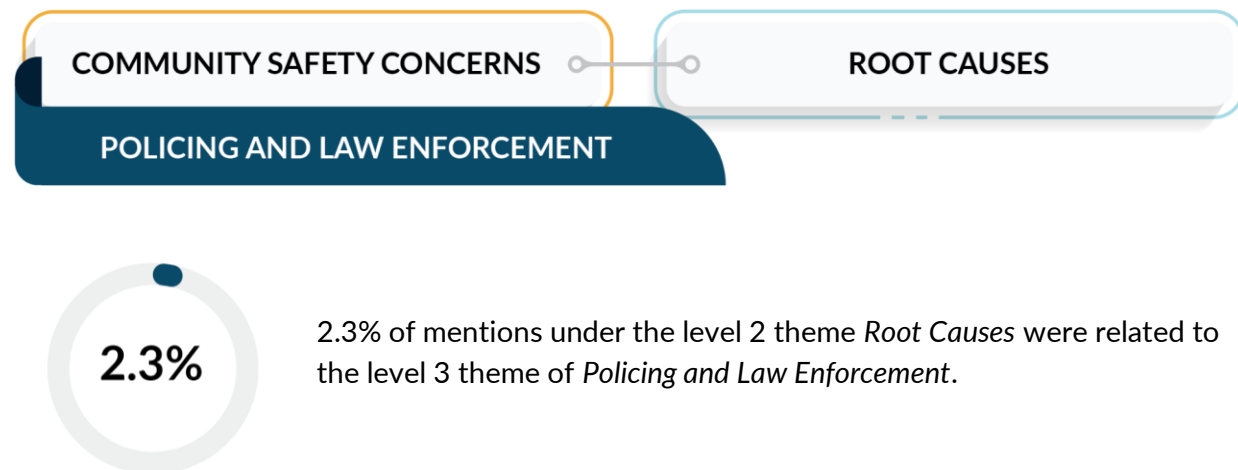 COMMUNITY SAFETY CONCERNS
ROOT CAUSES
POLICING AND LAW ENFORCEMENT
2.3%
2.3% of mentions under the level 2 theme Root Causes were related to
the level 3 theme of Policing and Law Enforcement.